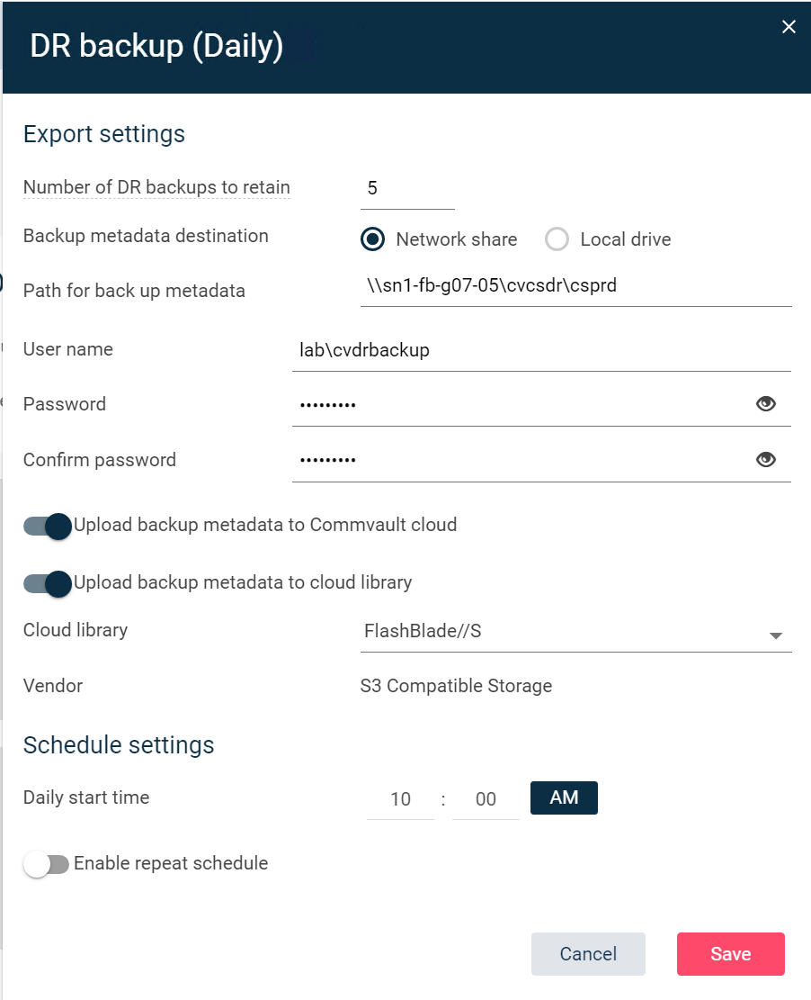 DR backup (Daily)
Export settings
Number of DR backups to retain 5
Backup metadata destination Network share Local drive
Path for back up metadata \\sn1-fb-g07-05\cvcsdr\csprd
User name lab\cvdrbackup
Password •••••••••
Confirm password •••••••••
Upload backup metadata to Commvault cloud
Upload backup metadata to cloud library
Cloud library FlashBlade//S
Vendor S3 Compatible Storage
Schedule settings
Daily start time 10 : 00 AM
Enable repeat schedule
Cancel Save